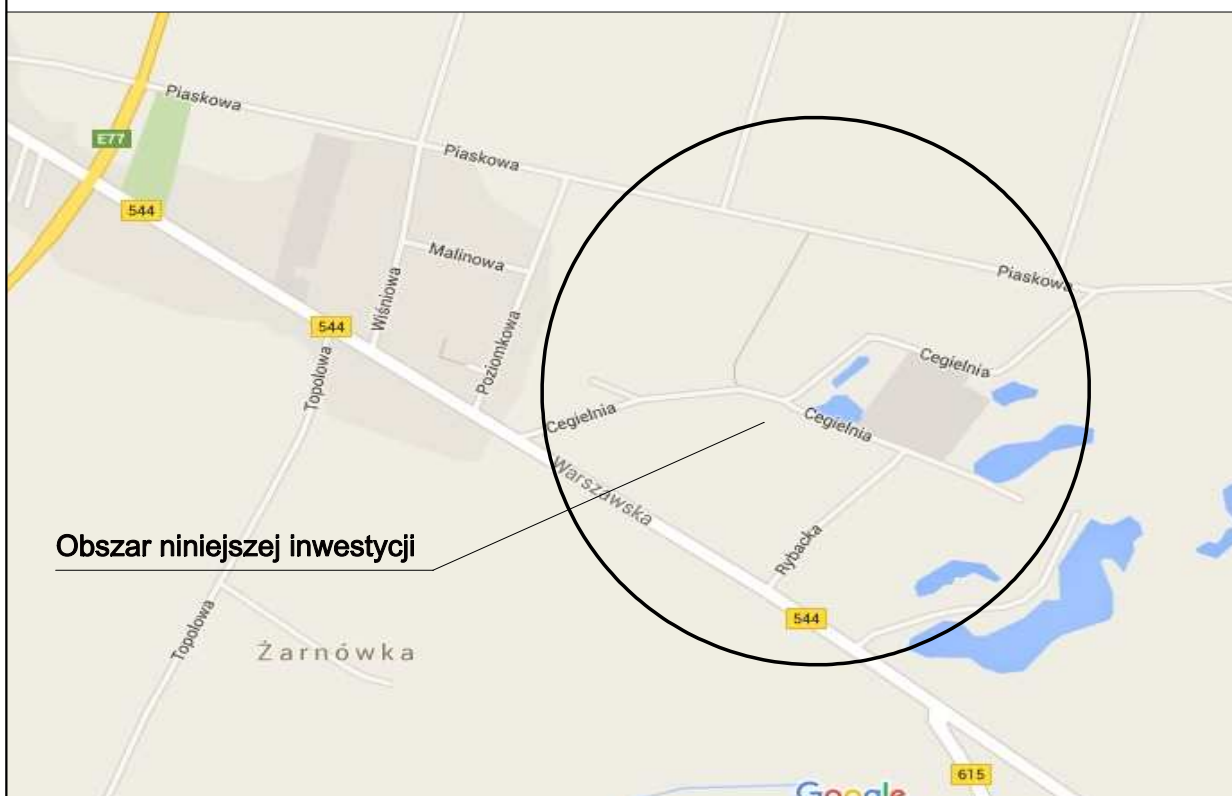 Piaskowa
E77
Piaskowa
544
Malinowa
Piaskowa
Wiśniowa
544
Topolowa
Poziomkowa
Cegielnia
Cegielnia
Cegielnia
Warszawska
Obszar niniejszej inwestycji
Rybacka
544
Topolowa
Żarnówka
615
Google